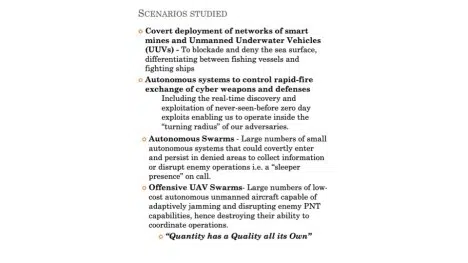 SCENARIOS STUDIED
Covert deployment of networks of smart
mines and Unmanned Underwater Vehicles
(UUVs) - To blockade and deny the sea surface,
differentiating between fishing vessels and
fighting ships
Autonomous systems to control rapid-fire
exchange of cyber weapons and defenses
Including the real-time discovery and
exploitation of never-seen-before zero day
exploits enabling us to operate inside the
“turning radius” of our adversaries.
Autonomous Swarms - Large numbers of small
autonomous systems that could covertly enter
and persist in denied areas to collect information
or disrupt enemy operations i.e. a “sleeper
presence” on call.
Offensive UAV Swarms- Large numbers of low-
cost autonomous unmanned aircraft capable of
adaptively jamming and disrupting enemy PNT
capabilities, hence destroying their ability to
coordinate operations.
“Quantity has a Quality all its Own”